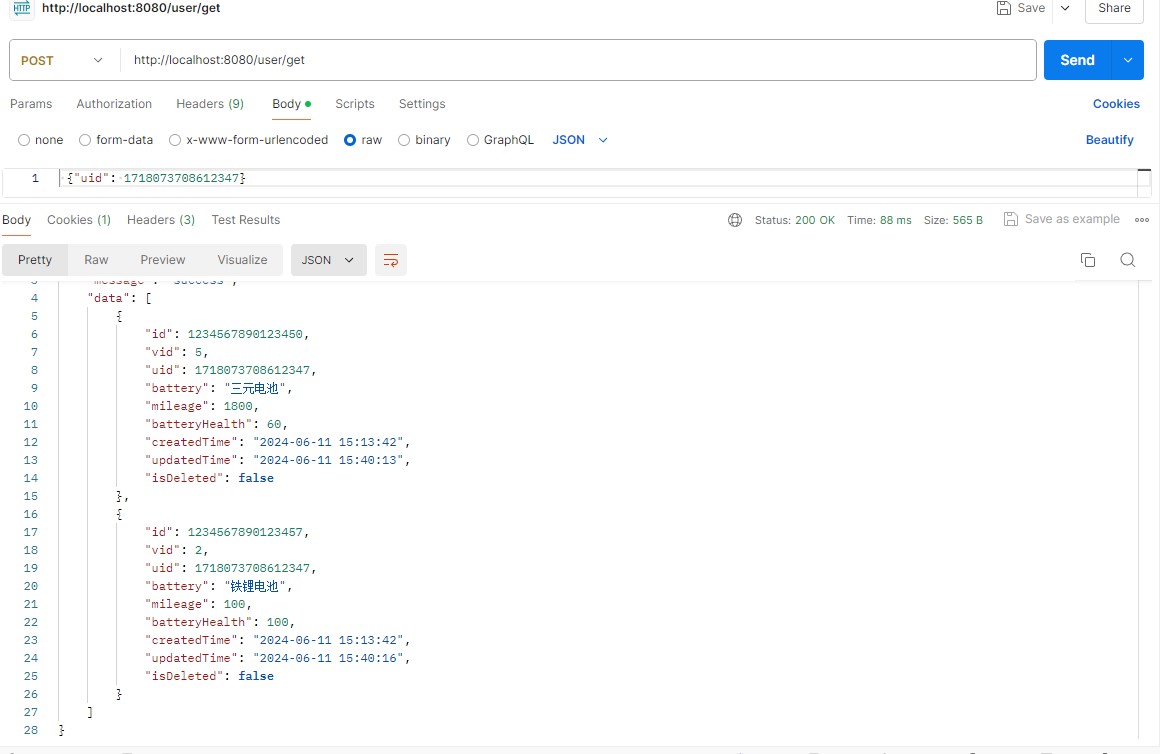 HTTP http://localhost:8080/user/get Save Share
POST http://localhost:8080/user/get Send
Params Authorization Headers (9) Body Scripts Settings Cookies
none form-data x-www-form-urlencoded raw binary GraphQL JSON Beautify
1 {"uid": 1718073708612347}
Body Cookies (1) Headers (3) Test Results Status: 200 OK Time: 88 ms Size: 565 B Save as example
Pretty Raw Preview Visualize JSON
3 "message": "success",
4 "data": [
5 {
6 "id": 1234567890123450,
7 "vid": 5,
8 "uid": 1718073708612347,
9 "battery": "三元电池",
10 "mileage": 1800,
11 "batteryHealth": 60,
12 "createdTime": "2024-06-11 15:13:42",
13 "updatedTime": "2024-06-11 15:40:13",
14 "isDeleted": false
15 },
16 {
17 "id": 1234567890123457,
18 "vid": 2,
19 "uid": 1718073708612347,
20 "battery": "铁锂电池",
21 "mileage": 100,
22 "batteryHealth": 100,
23 "createdTime": "2024-06-11 15:13:42",
24 "updatedTime": "2024-06-11 15:40:16",
25 "isDeleted": false
26 }
27 ]
28 }